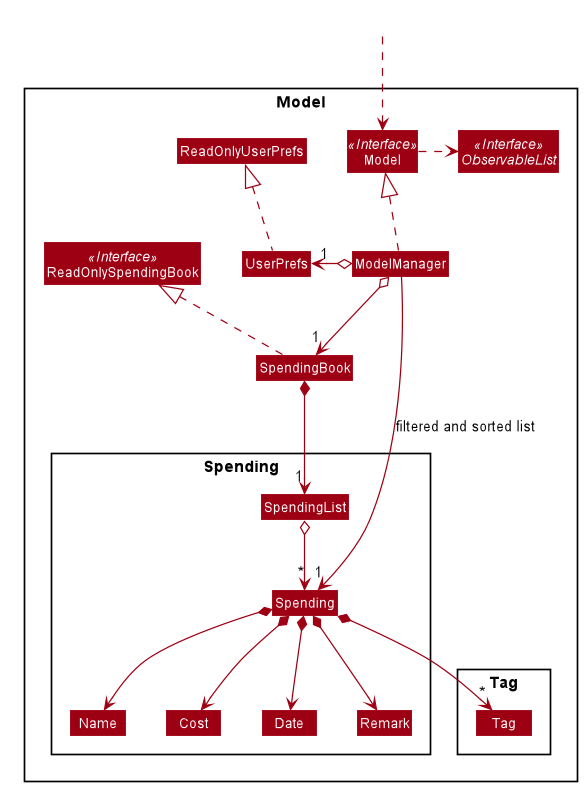 Model
ReadOnlyUserPrefs
«Interface»
Model
«Interface»
ObservableList
«Interface»
ReadOnlySpendingBook
UserPrefs
1
ModelManager
1
SpendingBook
filtered and sorted list
Spending
1
SpendingList
*
1
Spending
Tag
*
Name
Cost
Date
Remark
Tag